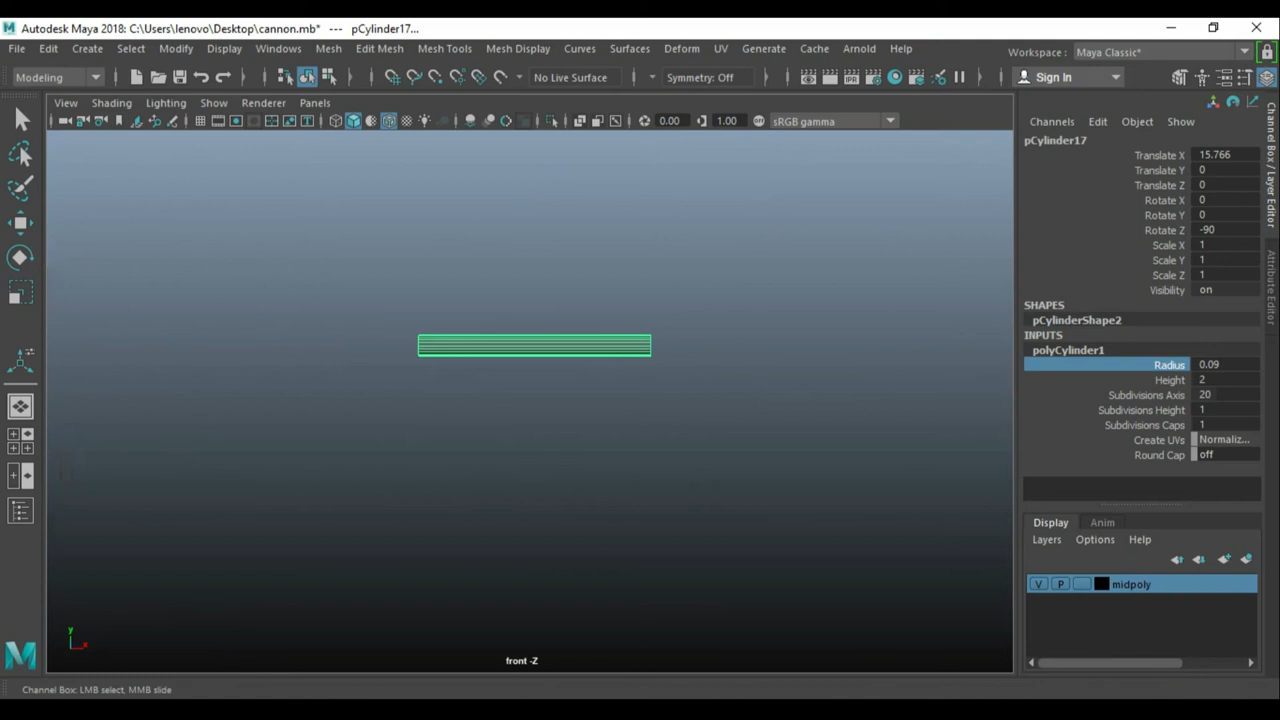 Autodesk Maya 2018: C:\Users\lenovo\Desktop\cannon.mb* --- pCylinder17...
File Edit Create Select Modify Display Windows Mesh Edit Mesh Mesh Tools Mesh Display Curves Surfaces Deform UV Generate Cache Arnold Help
Workspace : Maya Classic*
Modeling
No Live Surface
Symmetry: Off
Sign In
View Shading Lighting Show Renderer Panels
0.00 1.00 sRGB gamma
Channels Edit Object Show
pCylinder17
Translate X 15.766
Translate Y 0
Translate Z 0
Rotate X 0
Rotate Y 0
Rotate Z -90
Scale X 1
Scale Y 1
Scale Z 1
Visibility on
SHAPES
pCylinderShape2
INPUTS
polyCylinder1
Radius 0.09
Height 2
Subdivisions Axis 20
Subdivisions Height 1
Subdivisions Caps 1
Create UVs Normaliz...
Round Cap off
Channel Box / Layer Editor
Attribute Editor
Display Anim
Layers Options Help
V P midpoly
y
x
front -Z
Channel Box: LMB select, MMB slide